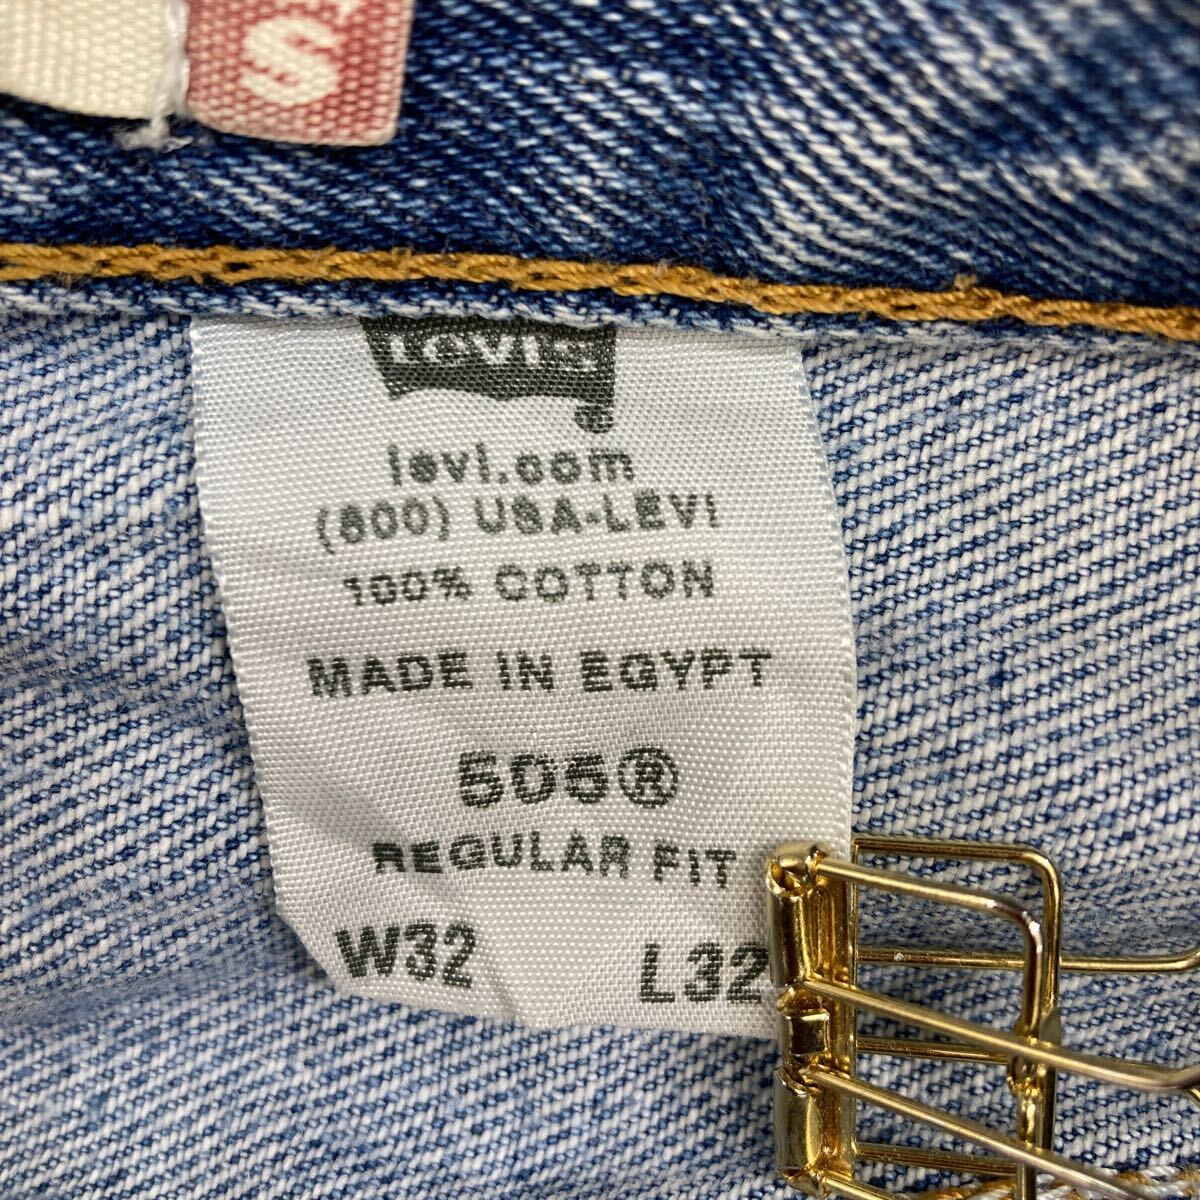 S
Levi's
levi.com
(800) USA-LEVI
100% COTTON
MADE IN EGYPT
505®
REGULAR FIT
W32 L32